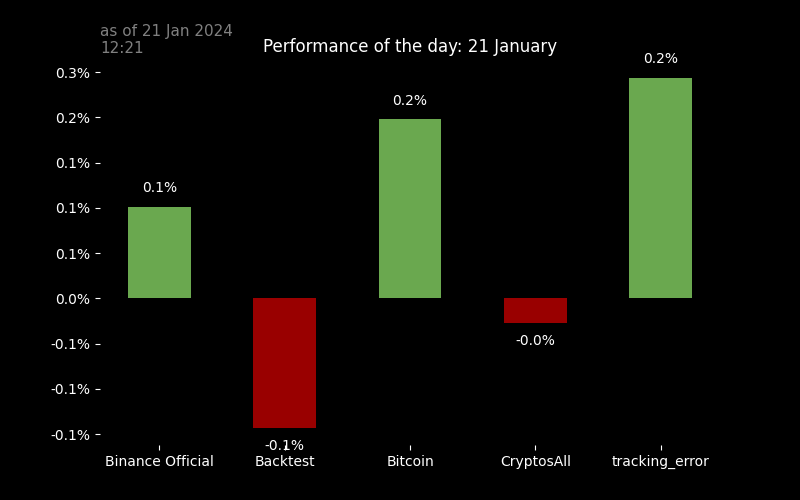 as of 21 Jan 2024
12:21
Performance of the day: 21 January
0.3%
0.2%
0.1%
0.1%
0.1%
0.0%
-0.1%
-0.1%
-0.1%
0.1%
-0.1%
0.2%
-0.0%
0.2%
Binance Official
Backtest
Bitcoin
CryptosAll
tracking_error